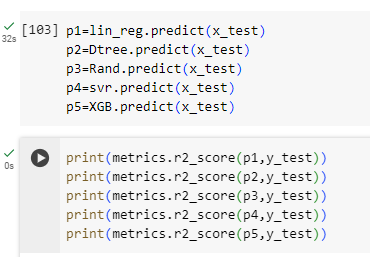 [103] p1=lin_reg.predict(x_test)
32s
p2=Dtree.predict(x_test)
p3=Rand.predict(x_test)
p4=svr.predict(x_test)
p5=XGB.predict(x_test)
0s
print(metrics.r2_score(p1,y_test))
print(metrics.r2_score(p2,y_test))
print(metrics.r2_score(p3,y_test))
print(metrics.r2_score(p4,y_test))
print(metrics.r2_score(p5,y_test))